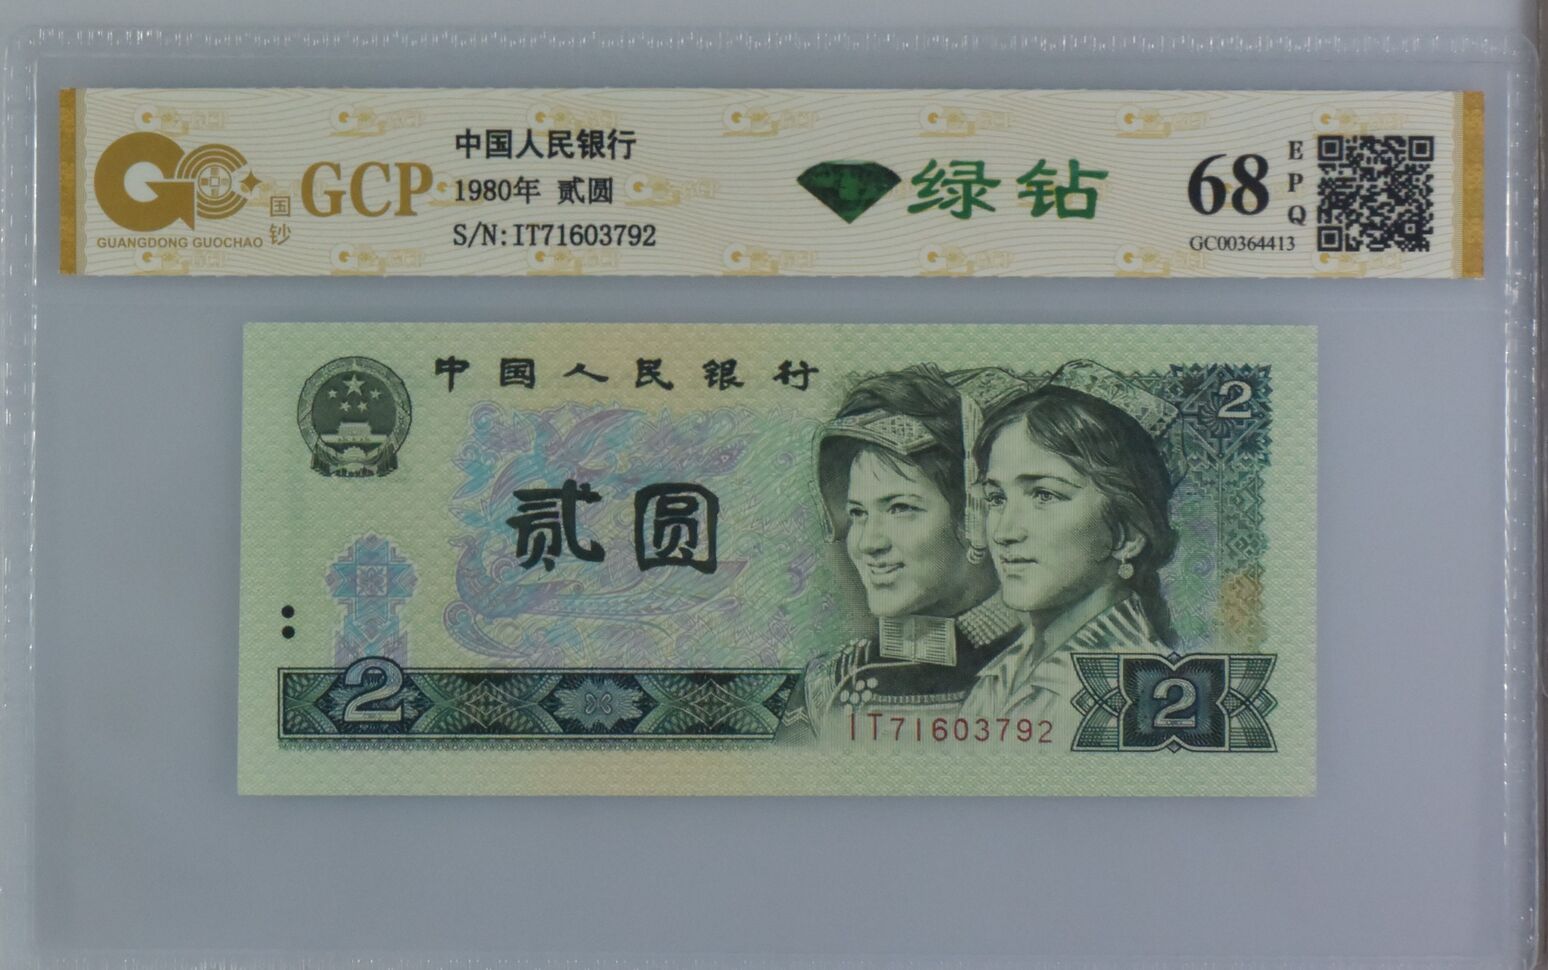 GUANGDONG GUOCHAO
国钞
GCP
中国人民银行
1980年 贰圆
S/N:IT71603792
绿钻
68
EPQ
GC00364413
中国人民银行
2
贰圆
2
2
IT71603792